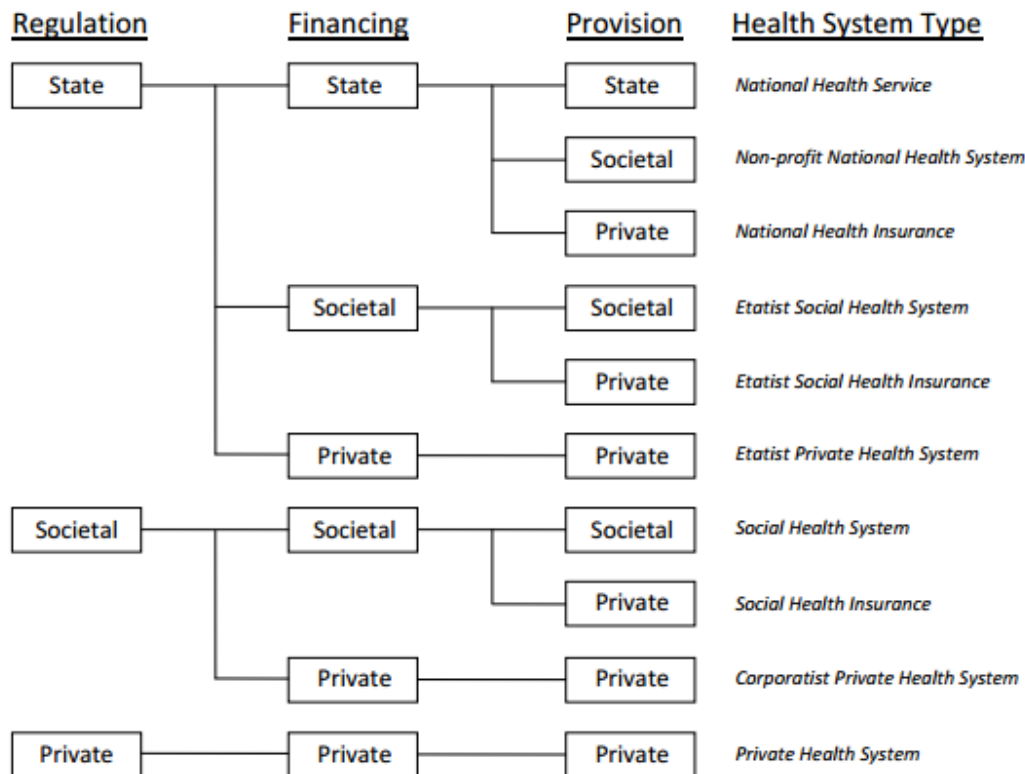 Regulation Financing Provision Health System Type
State State State National Health Service
Societal Non-profit National Health System
Private National Health Insurance
Societal Societal Etatist Social Health System
Private Etatist Social Health Insurance
Private Private Etatist Private Health System
Societal Societal Societal Social Health System
Private Social Health Insurance
Private Private Corporatist Private Health System
Private Private Private Private Health System